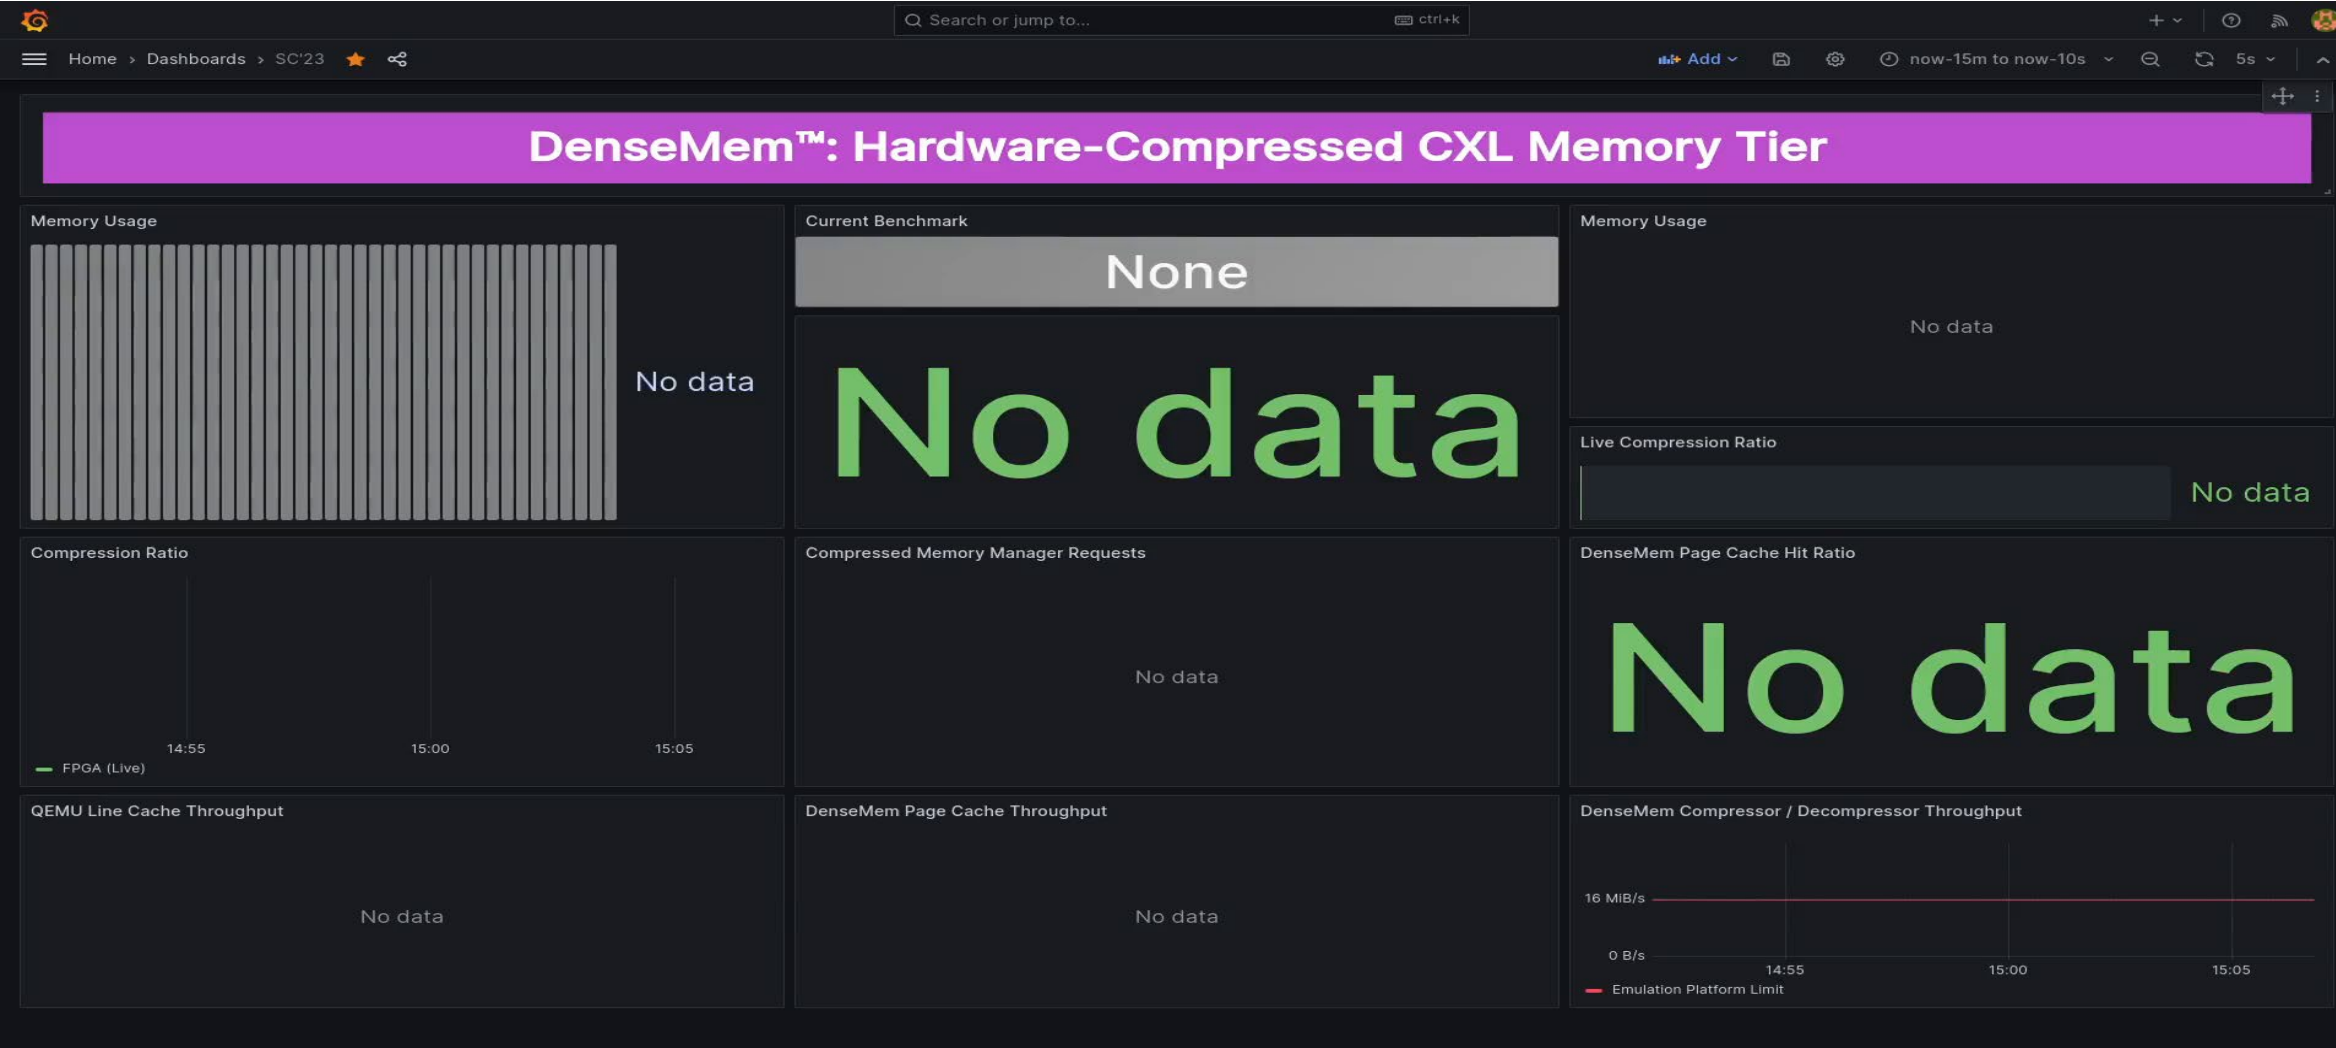 Search or jump to...
ctrl+k
Home › Dashboards › SC'23
Add
now-15m to now-10s
5s
DenseMem™: Hardware-Compressed CXL Memory Tier
Memory Usage
No data
Current Benchmark
None
No data
Memory Usage
No data
Live Compression Ratio
No data
Compression Ratio
14:55
15:00
15:05
FPGA (Live)
Compressed Memory Manager Requests
No data
DenseMem Page Cache Hit Ratio
No data
QEMU Line Cache Throughput
No data
DenseMem Page Cache Throughput
No data
DenseMem Compressor / Decompressor Throughput
16 MiB/s
0 B/s
14:55
15:00
15:05
Emulation Platform Limit